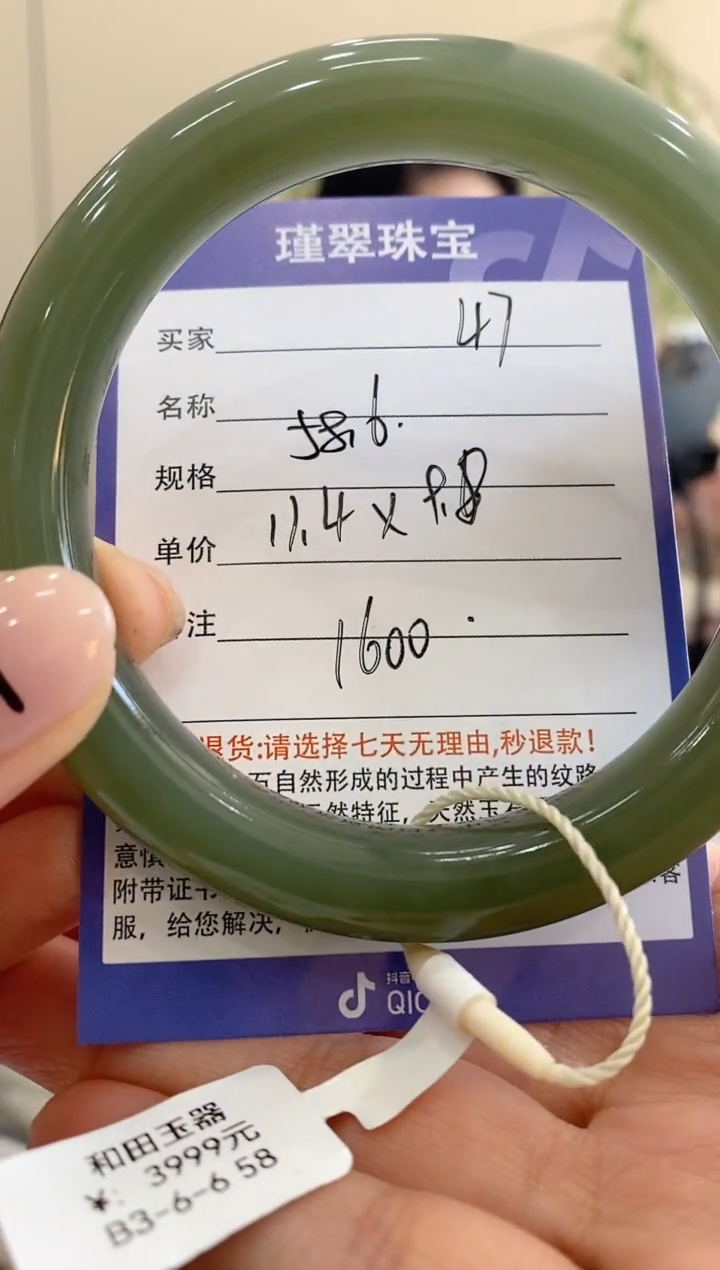 瑾翠珠宝
买家 47
名称 58.6.
规格 11.4 x 9.8
单价
注 1600.
退货:请选择七天无理由,秒退款!
自然形成的过程中产生的纹路
然特征,天然玉
意慎
附带证书 客
服，给您解决，
抖音
QIC
和田玉器
¥: 3999元
B3-6-6 58